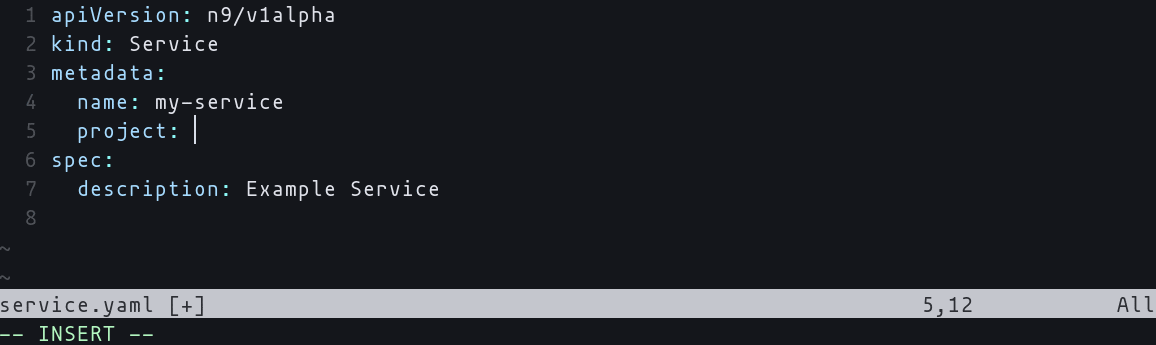 1 apiVersion: n9/v1alpha
2 kind: Service
3 metadata:
4   name: my-service
5   project:
6 spec:
7   description: Example Service
8
~
~
service.yaml [+] 5,12 All
-- INSERT --